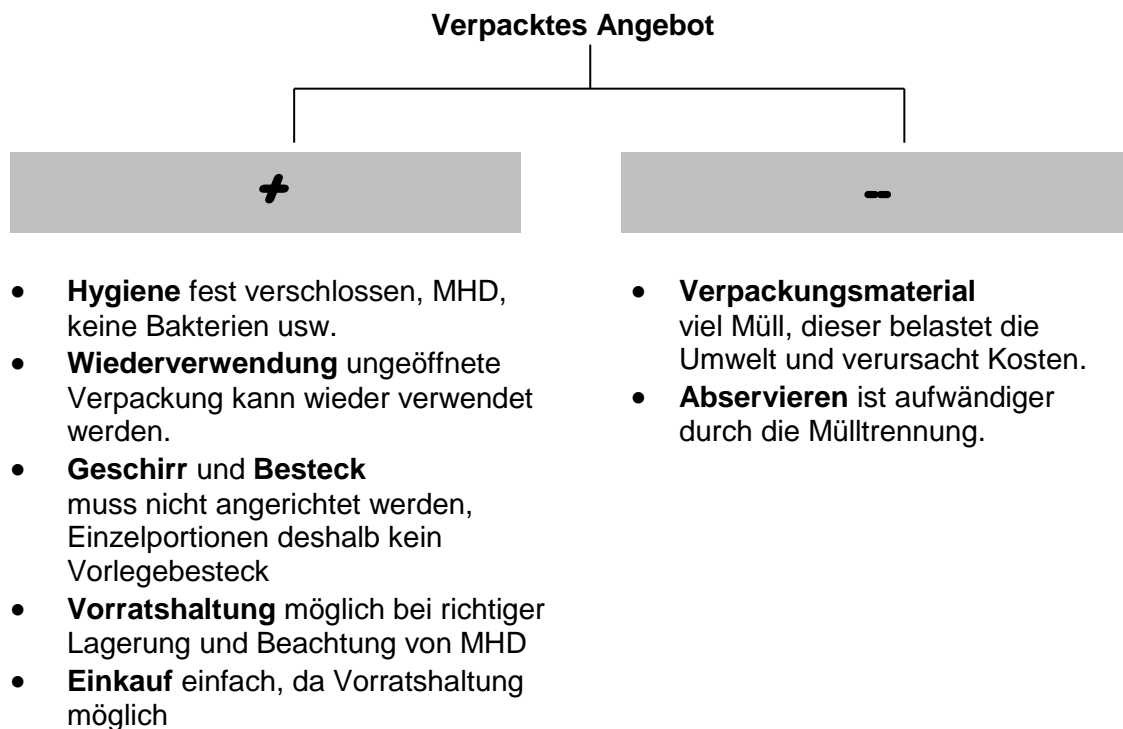 Verpacktes Angebot
+
--
• Hygiene fest verschlossen, MHD,
keine Bakterien usw.
• Wiederverwendung ungeöffnete
Verpackung kann wieder verwendet
werden.
• Geschirr und Besteck
muss nicht angerichtet werden,
Einzelportionen deshalb kein
Vorlegebesteck
• Vorratshaltung möglich bei richtiger
Lagerung und Beachtung von MHD
• Einkauf einfach, da Vorratshaltung
möglich
• Verpackungsmaterial
viel Müll, dieser belastet die
Umwelt und verursacht Kosten.
• Abservieren ist aufwändiger
durch die Mülltrennung.